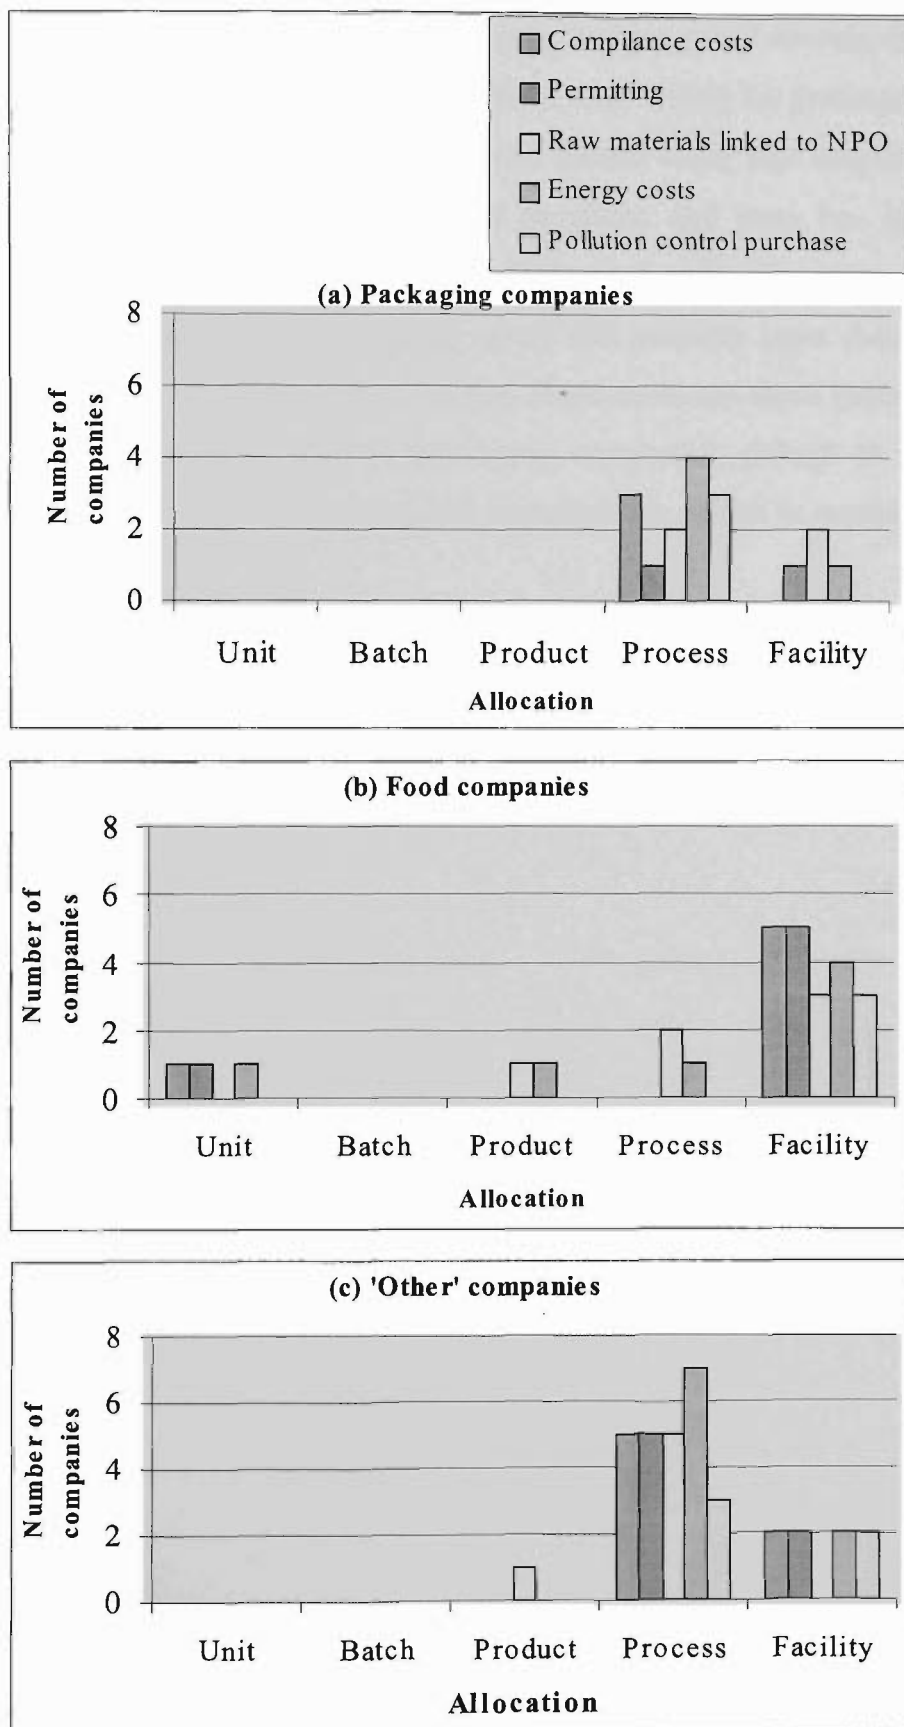 Compilance costs
Permitting
Raw materials linked to NPO
Energy costs
Pollution control purchase
(a) Packaging companies
Number of
companies
8
6
4
2
0
Unit Batch Product Process Facility
Allocation
(b) Food companies
Number of
companies
8
6
4
2
0
Unit Batch Product Process Facility
Allocation
(c) 'Other' companies
Number of
companies
8
6
4
2
0
Unit Batch Product Process Facility
Allocation